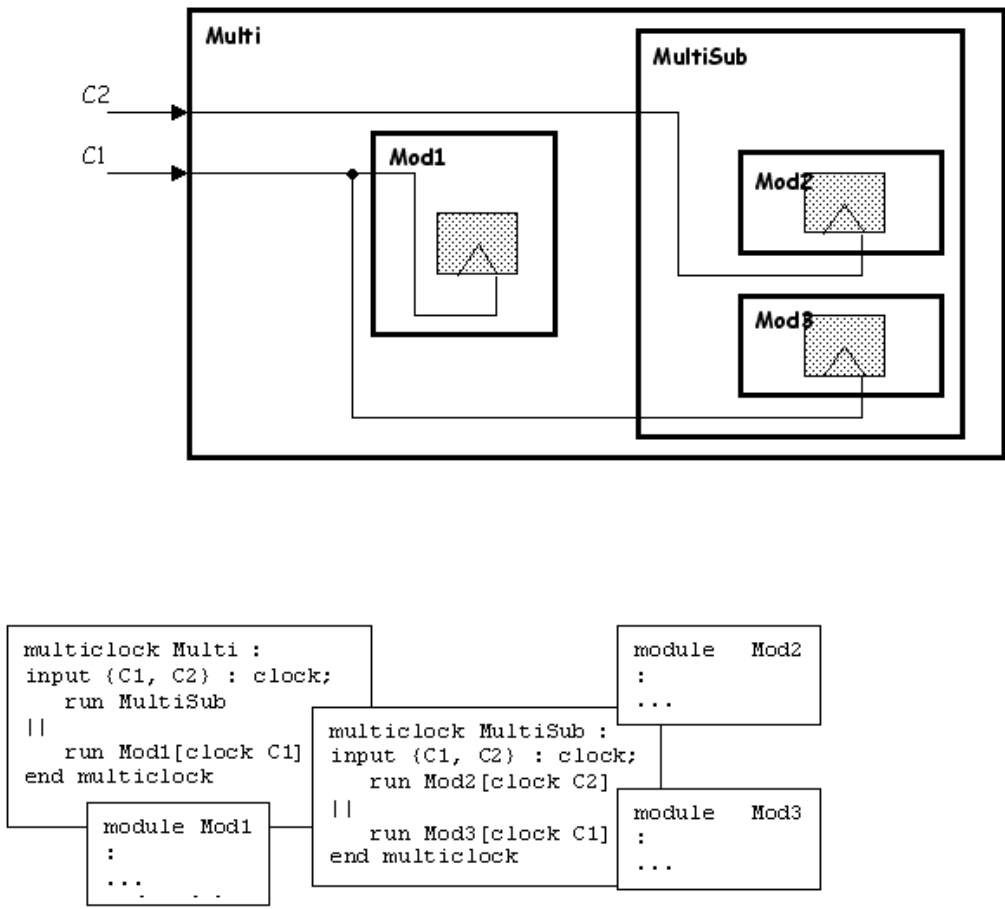 Multi
MultiSub
C2
C1
Mod1
Mod2
Mod3
multiclock Multi :
input {C1, C2} : clock;
run MultiSub
||
run Mod1[clock C1]
end multiclock
module Mod1
:
...
multiclock MultiSub :
input {C1, C2} : clock;
run Mod2[clock C2]
||
run Mod3[clock C1]
end multiclock
module Mod2
:
...
module Mod3
:
...